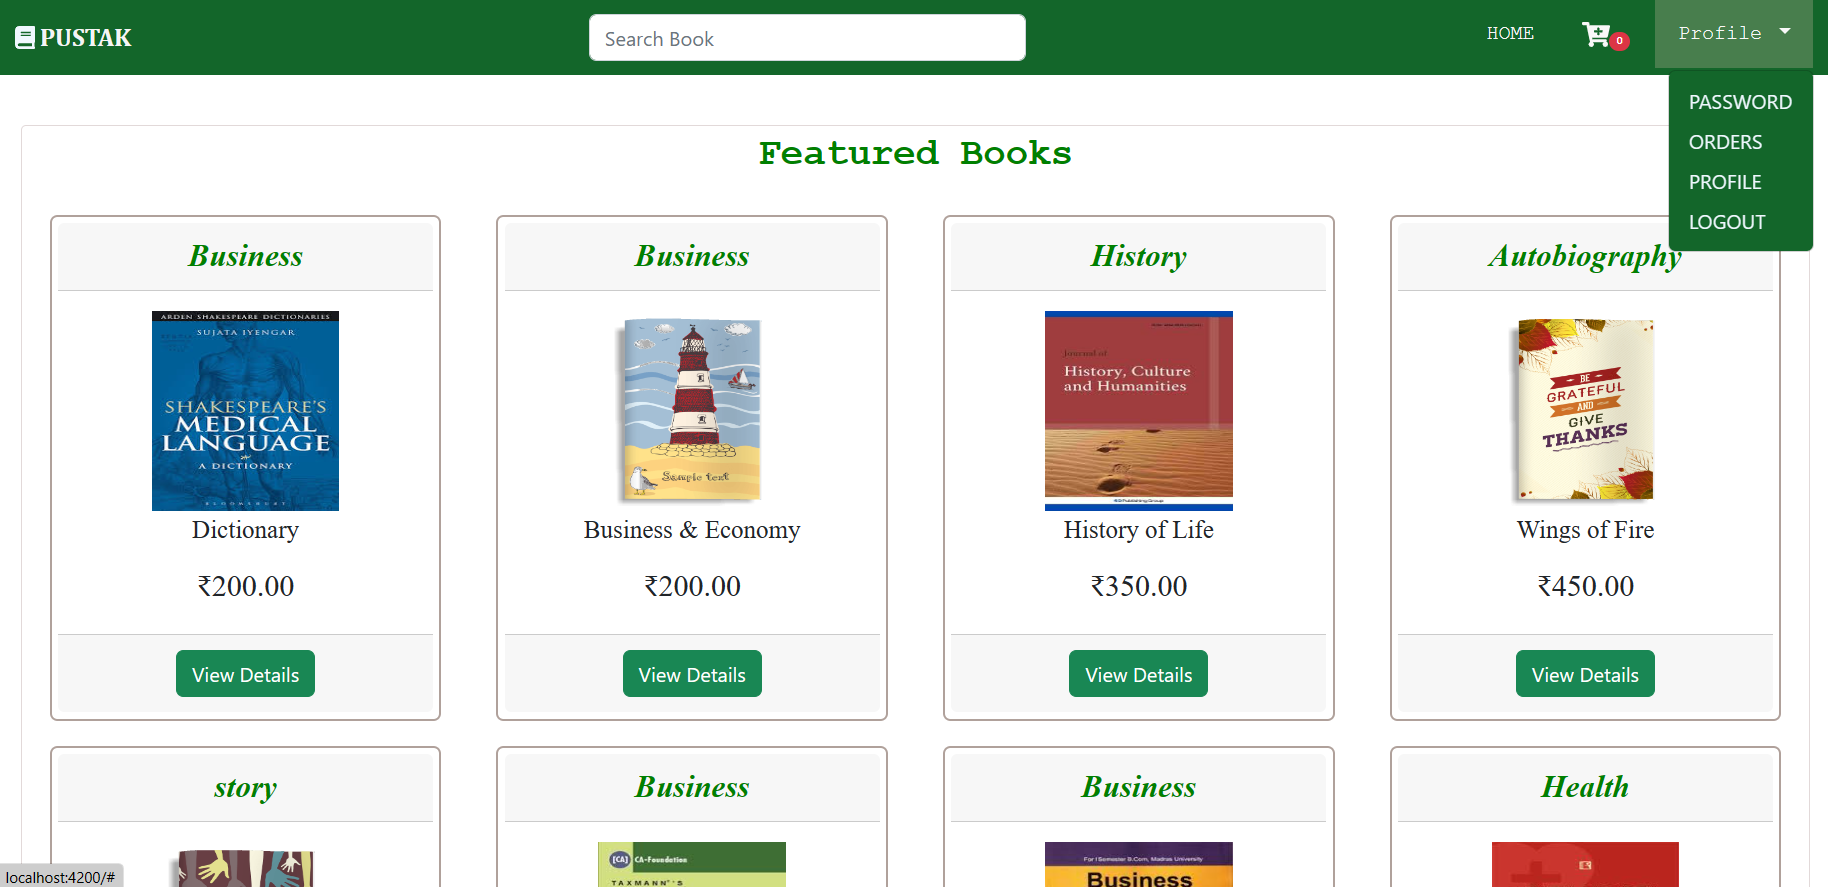 PUSTAK
Search Book
HOME
0
Profile
PASSWORD
ORDERS
PROFILE
LOGOUT
Featured Books
Business
ARDEN SHAKESPEARE DICTIONARIES
SUJATA IYENGAR
SHAKESPEARE'S
MEDICAL
LANGUAGE
A DICTIONARY
BLOOMSBURY
Dictionary
₹200.00
View Details
Business
Sample text
Business & Economy
₹200.00
View Details
History
Journal of
History, Culture
and Humanities
History of Life
₹350.00
View Details
Autobiography
BE
GRATEFUL
AND
GIVE
THANKS
Wings of Fire
₹450.00
View Details
story
Business
CA
CA-Foundation
TAXMANN'S
Business
For I Semester B.Com, Madras University
Business
Health
localhost:4200/#